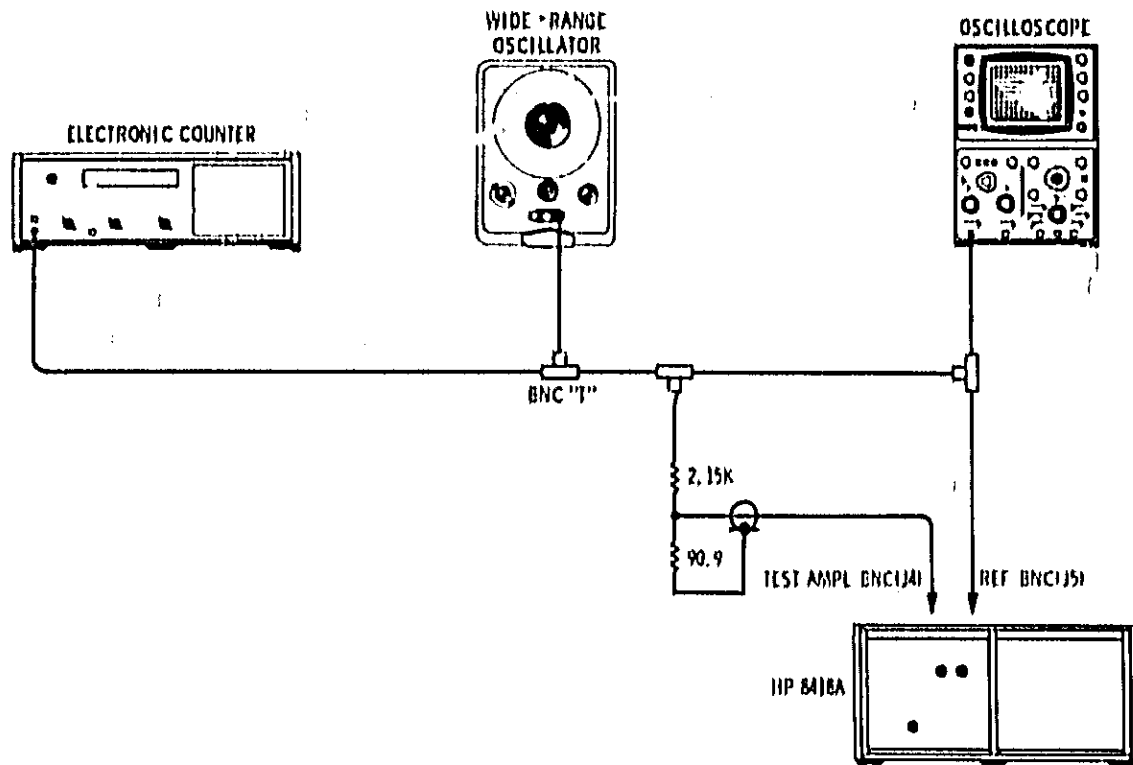 WIDE-RANGE
OSCILLATOR
OSCILLOSCOPE
ELECTRONIC COUNTER
BNC "T"
2.15K
90.9
TEST AMPL BNC(J4)
REF BNC(J5)
HP 8418A